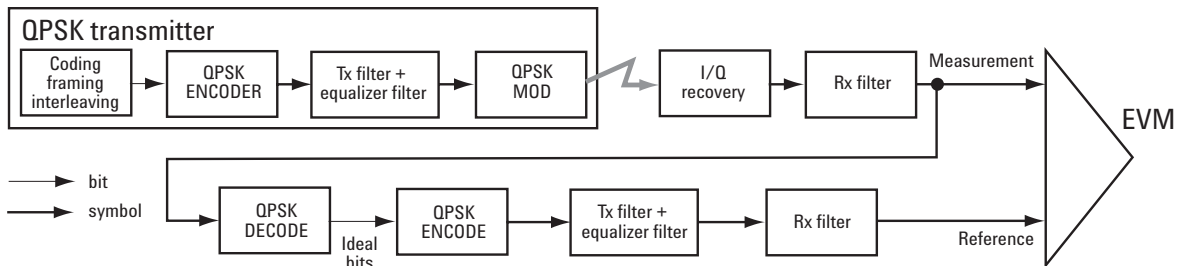 QPSK transmitter
Coding
framing
interleaving
QPSK
ENCODER
Tx filter +
equalizer filter
QPSK
MOD
I/Q
recovery
Rx filter
Measurement
EVM
bit
symbol
QPSK
DECODE
Ideal
bits
QPSK
ENCODE
Tx filter +
equalizer filter
Rx filter
Reference